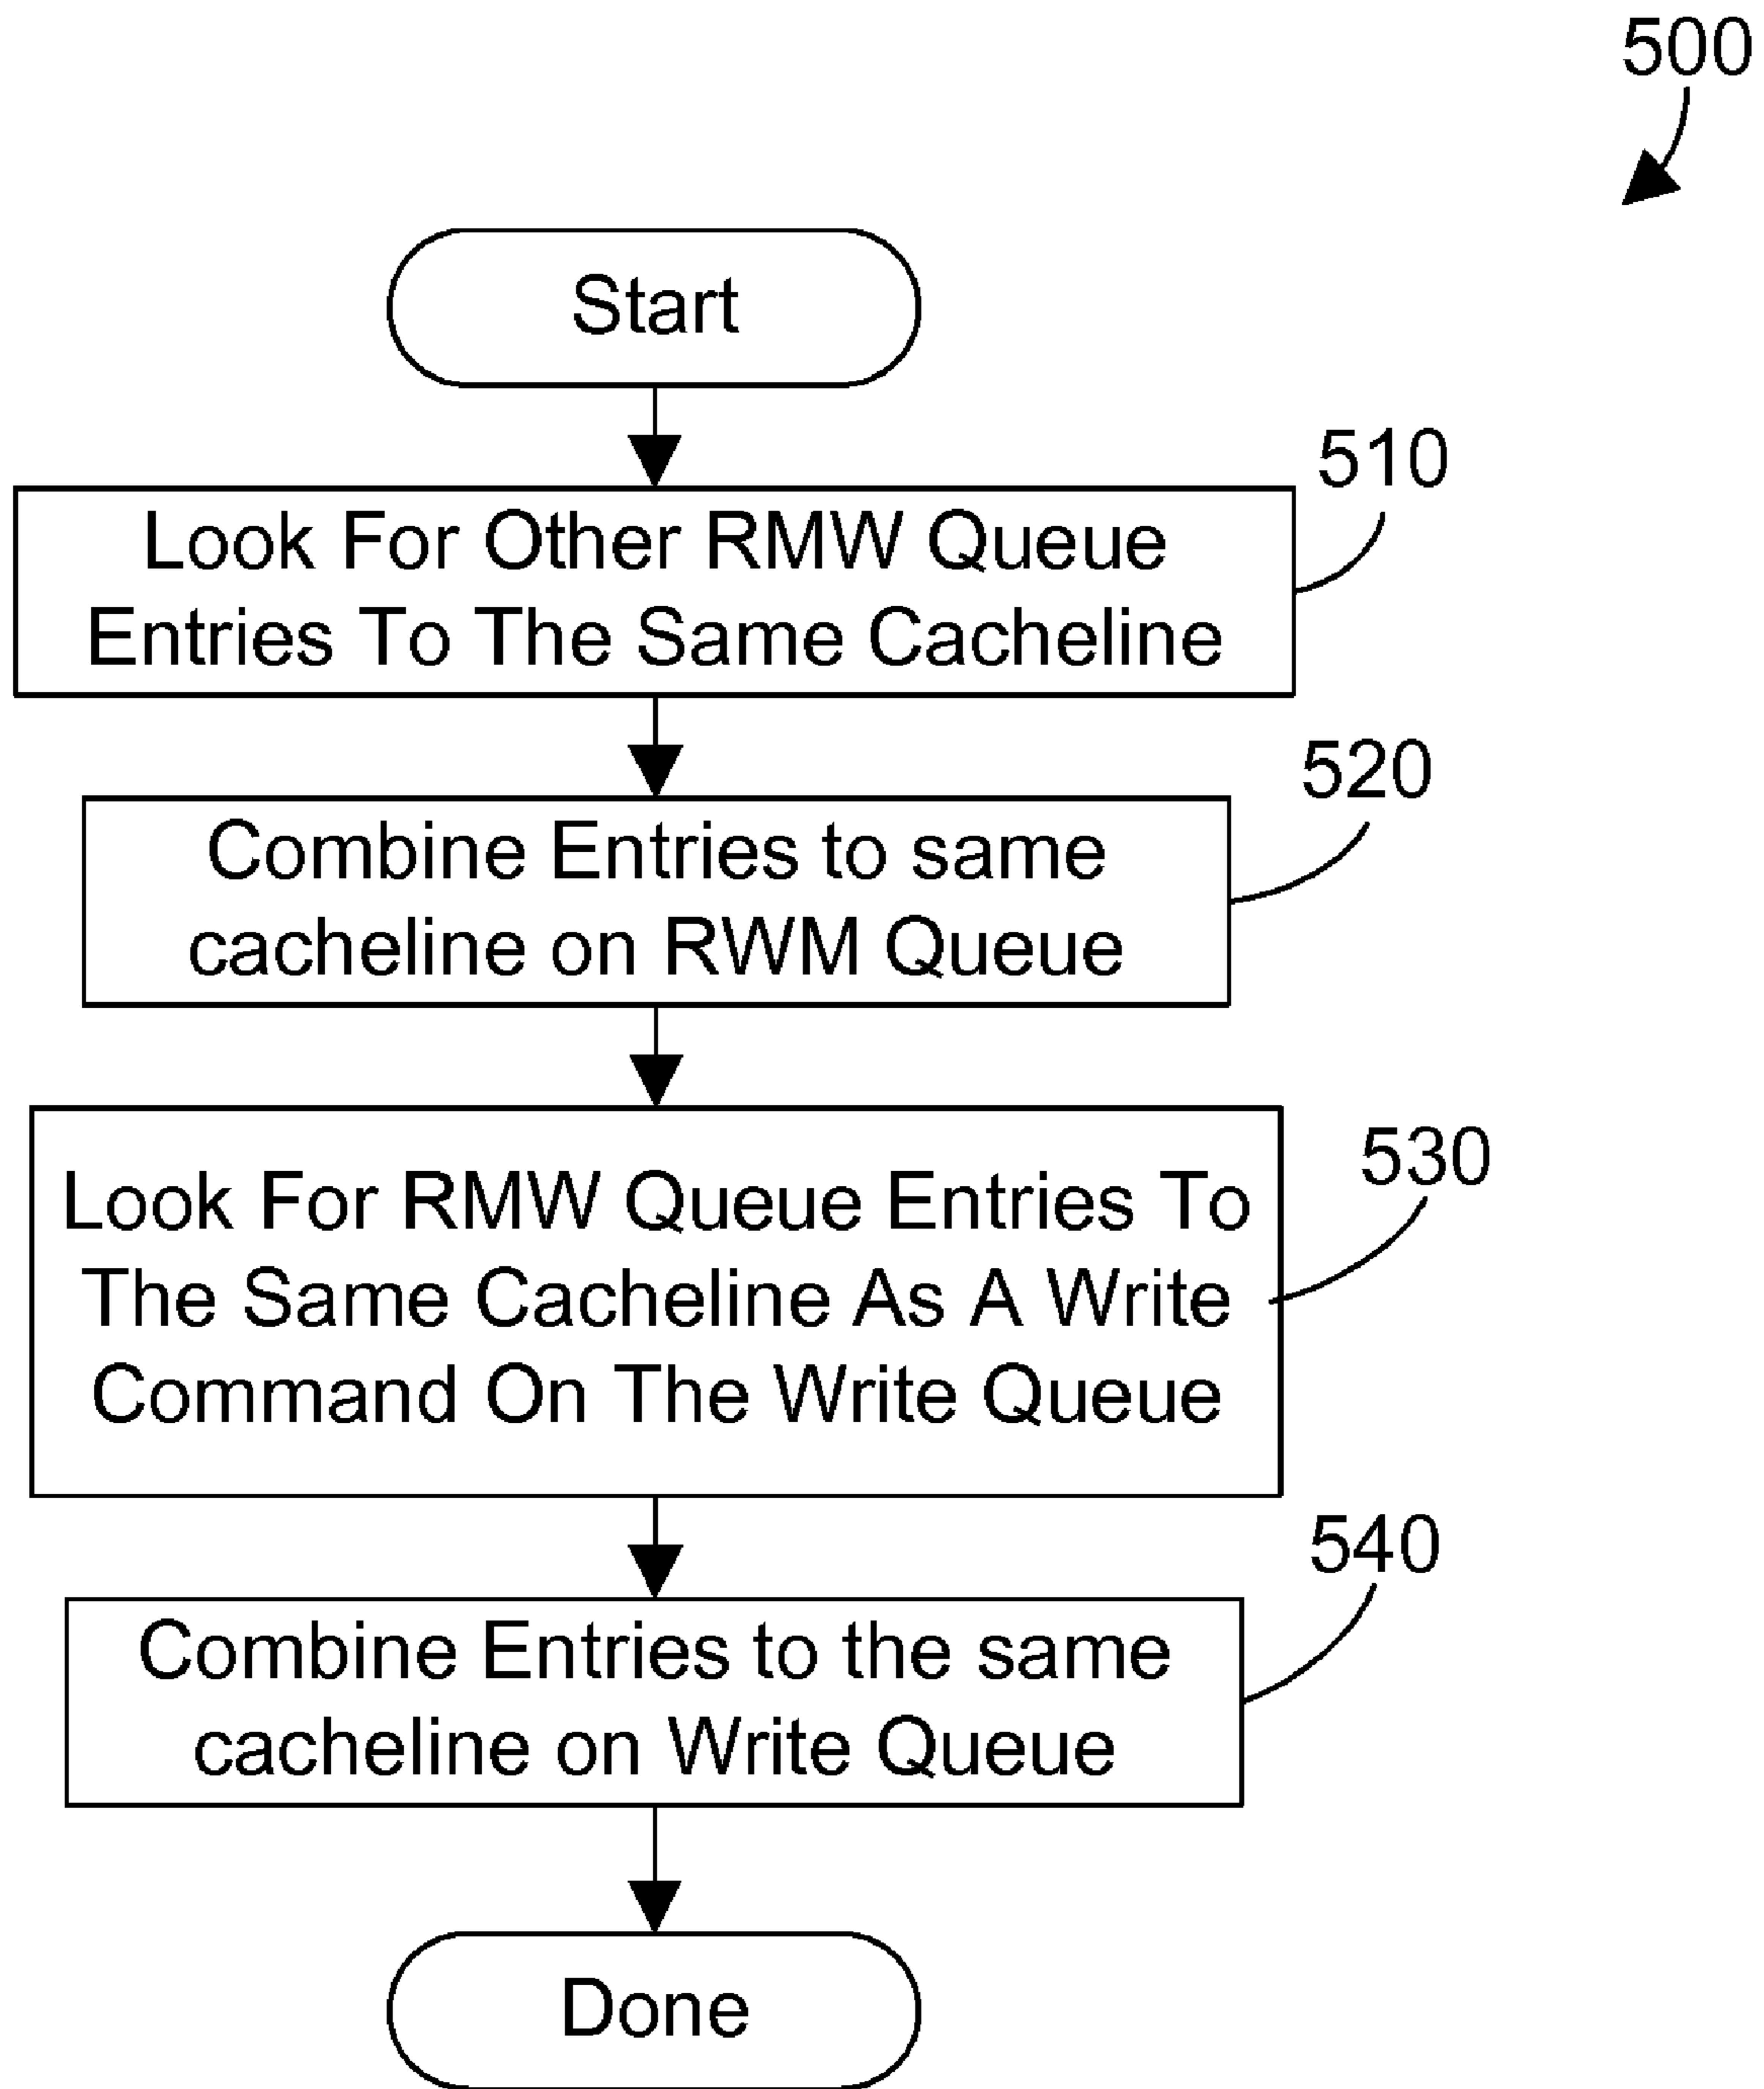 500
Start
510
Look For Other RMW Queue
Entries To The Same Cacheline
520
Combine Entries to same
cacheline on RWM Queue
530
Look For RMW Queue Entries To
The Same Cacheline As A Write
Command On The Write Queue
540
Combine Entries to the same
cacheline on Write Queue
Done